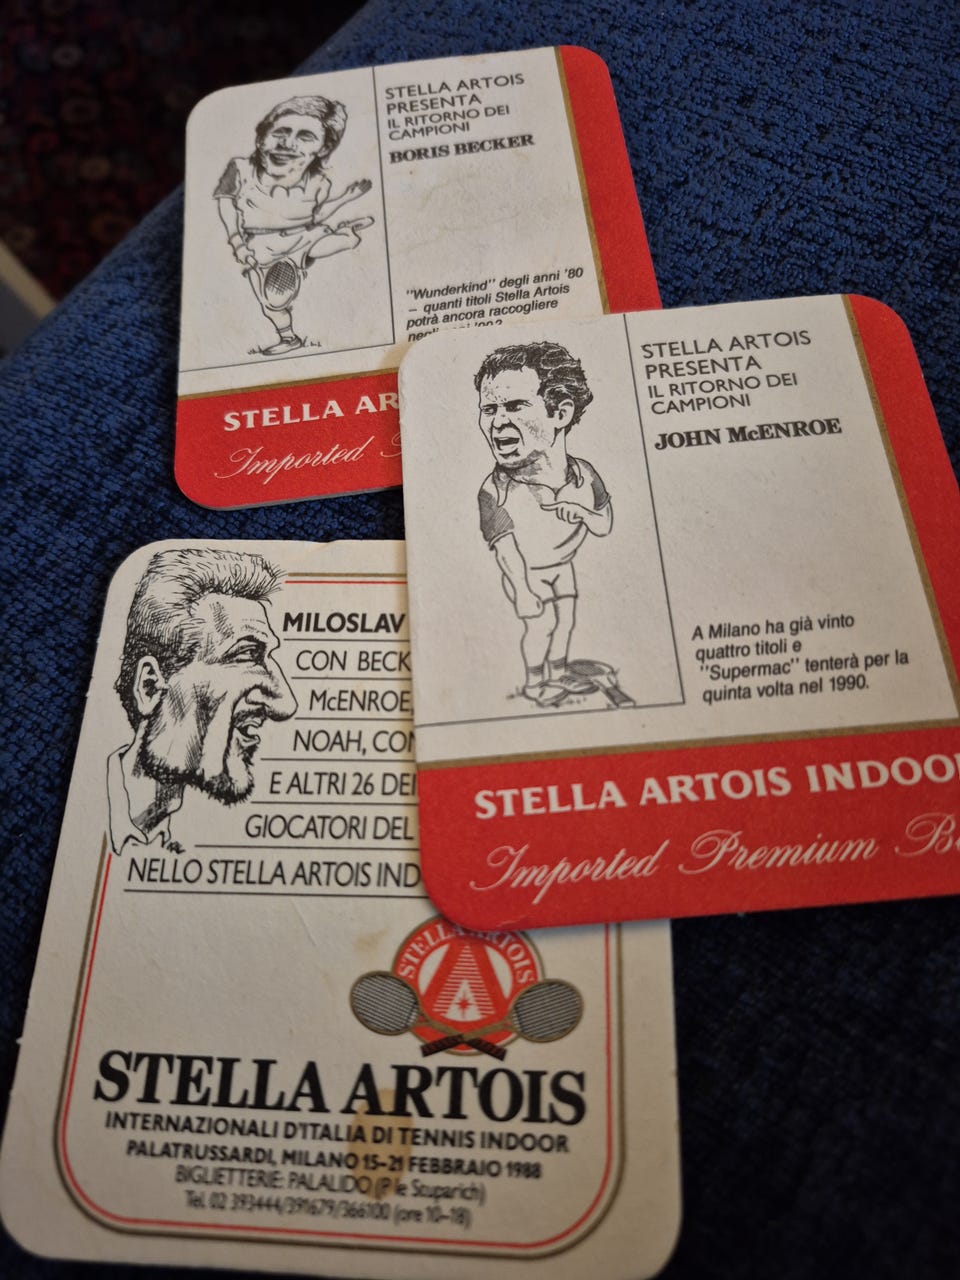 STELLA ARTOIS
PRESENTA
IL RITORNO DEI
CAMPIONI
BORIS BECKER
"Wunderkind" degli anni '80
– quanti titoli Stella Artois
potrà ancora raccogliere
STELLA AR
Imported
STELLA ARTOIS
PRESENTA
IL RITORNO DEI
CAMPIONI
JOHN McENROE
A Milano ha già vinto
quattro titoli e
"Supermac" tenterà per la
quinta volta nel 1990.
STELLA ARTOIS INDOO
Imported Premium B
MILOSLAV
CON BECK
McENROE,
NOAH, CON
E ALTRI 26 DEI
GIOCATORI DEL
NELLO STELLA ARTOIS IND
STELLA ARTOIS
STELLA ARTOIS
INTERNAZIONALI D'ITALIA DI TENNIS INDOOR
PALATRUSSARDI, MILANO 15-21 FEBBRAIO 1988
BIGLIETTERIE: PALALIDO (P.le Stuparich)
Tel. 02 393444/391679/366100 (ore 10-18)